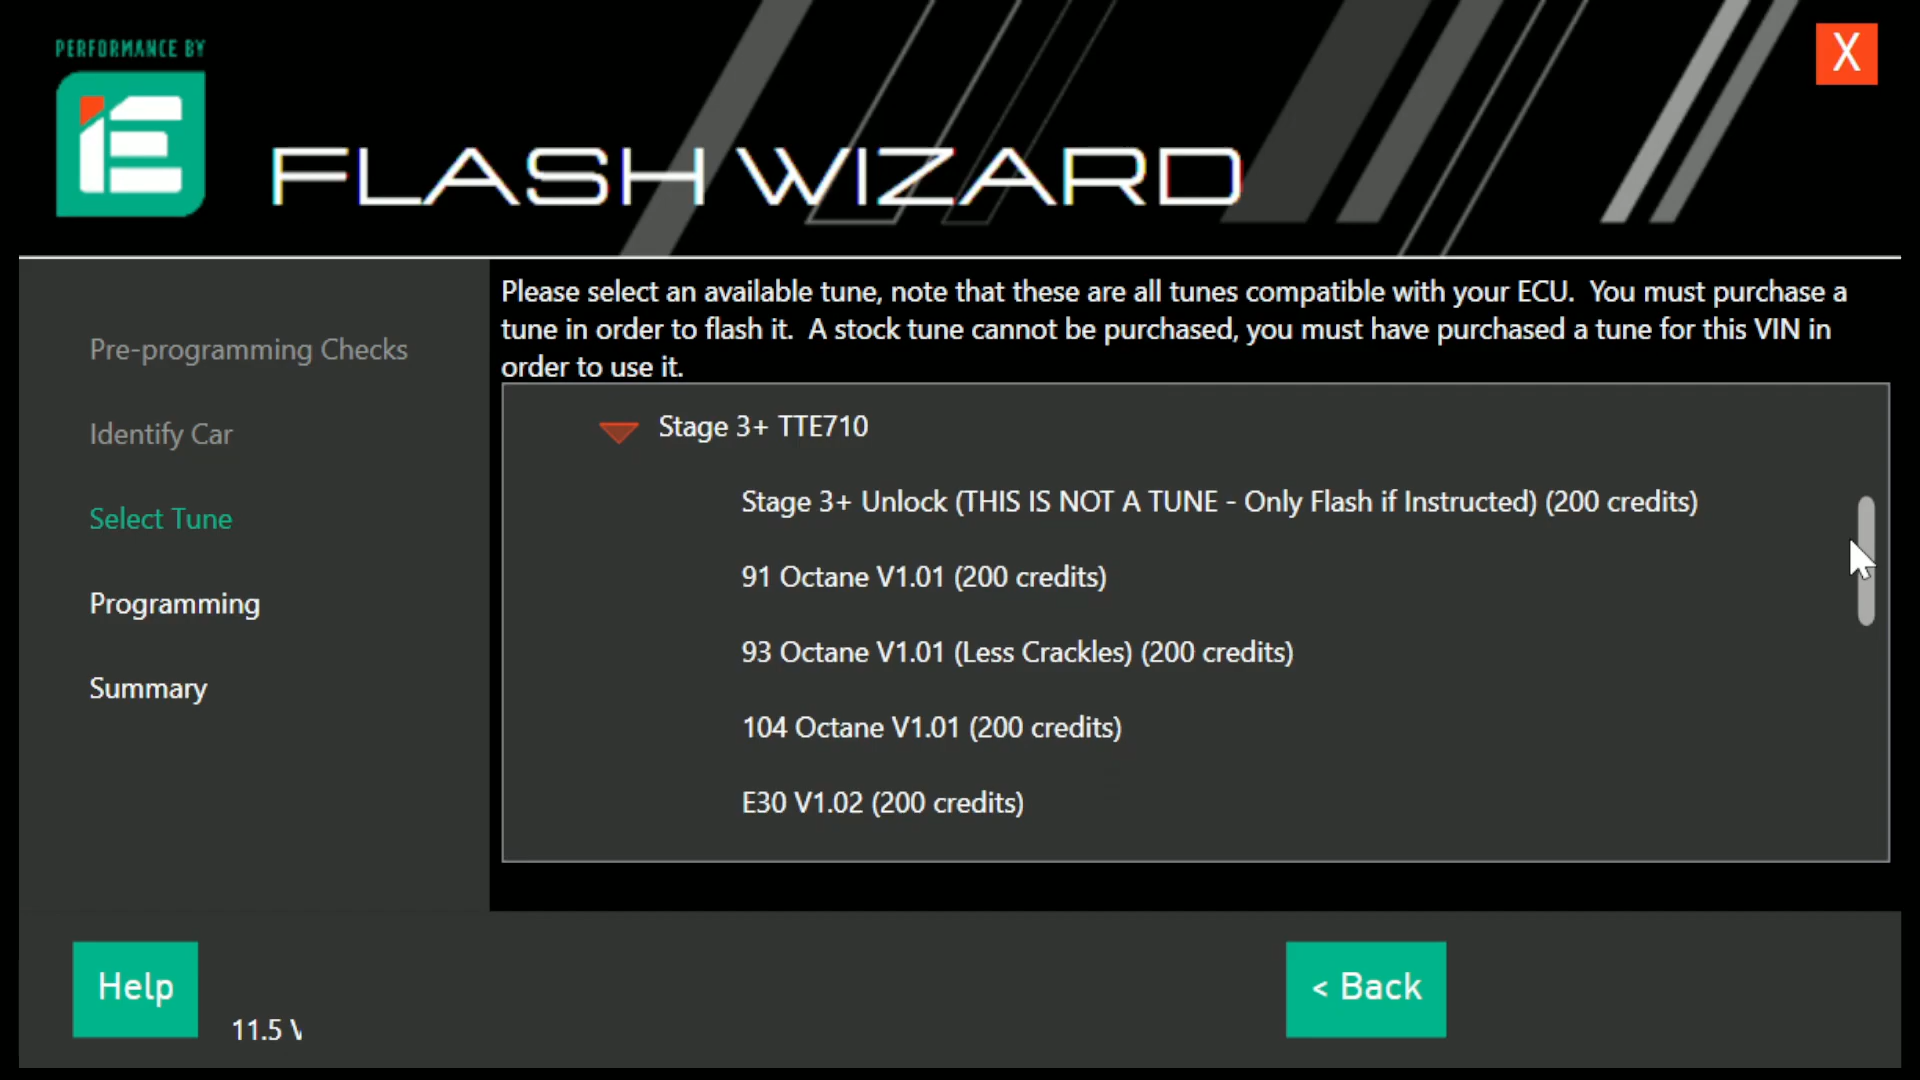 PERFORMANCE BY
iE
FLASH WIZARD
X
Pre-programming Checks
Identify Car
Select Tune
Programming
Summary
Please select an available tune, note that these are all tunes compatible with your ECU.  You must purchase a
tune in order to flash it.  A stock tune cannot be purchased, you must have purchased a tune for this VIN in
order to use it.
Stage 3+ TTE710
Stage 3+ Unlock (THIS IS NOT A TUNE - Only Flash if Instructed) (200 credits)
91 Octane V1.01 (200 credits)
93 Octane V1.01 (Less Crackles) (200 credits)
104 Octane V1.01 (200 credits)
E30 V1.02 (200 credits)
Help
11.5 V
< Back